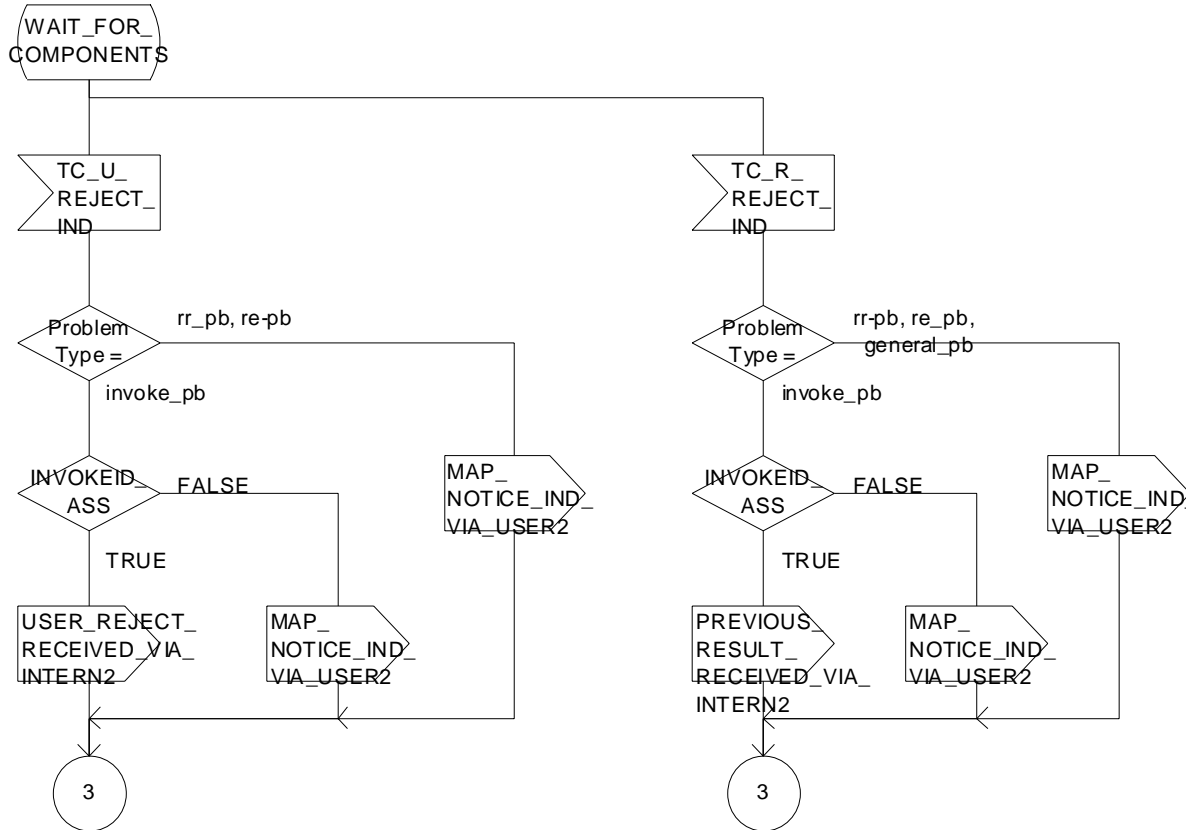 WAIT_FOR_
COMPONENTS
TC_U_
REJECT_
IND
TC_R_
REJECT_
IND
Problem
Type =
rr_pb, re-pb
invoke_pb
Problem
Type =
rr-pb, re_pb,
general_pb
invoke_pb
INVOKEID_
ASS
FALSE
TRUE
MAP_
NOTICE_IND_
VIA_USER2
INVOKEID_
ASS
FALSE
TRUE
MAP_
NOTICE_IND_
VIA_USER2
USER_REJECT_
RECEIVED_VIA_
INTERN2
MAP_
NOTICE_IND_
VIA_USER2
PREVIOUS_
RESULT_
RECEIVED_VIA_
INTERN2
MAP_
NOTICE_IND_
VIA_USER2
3
3